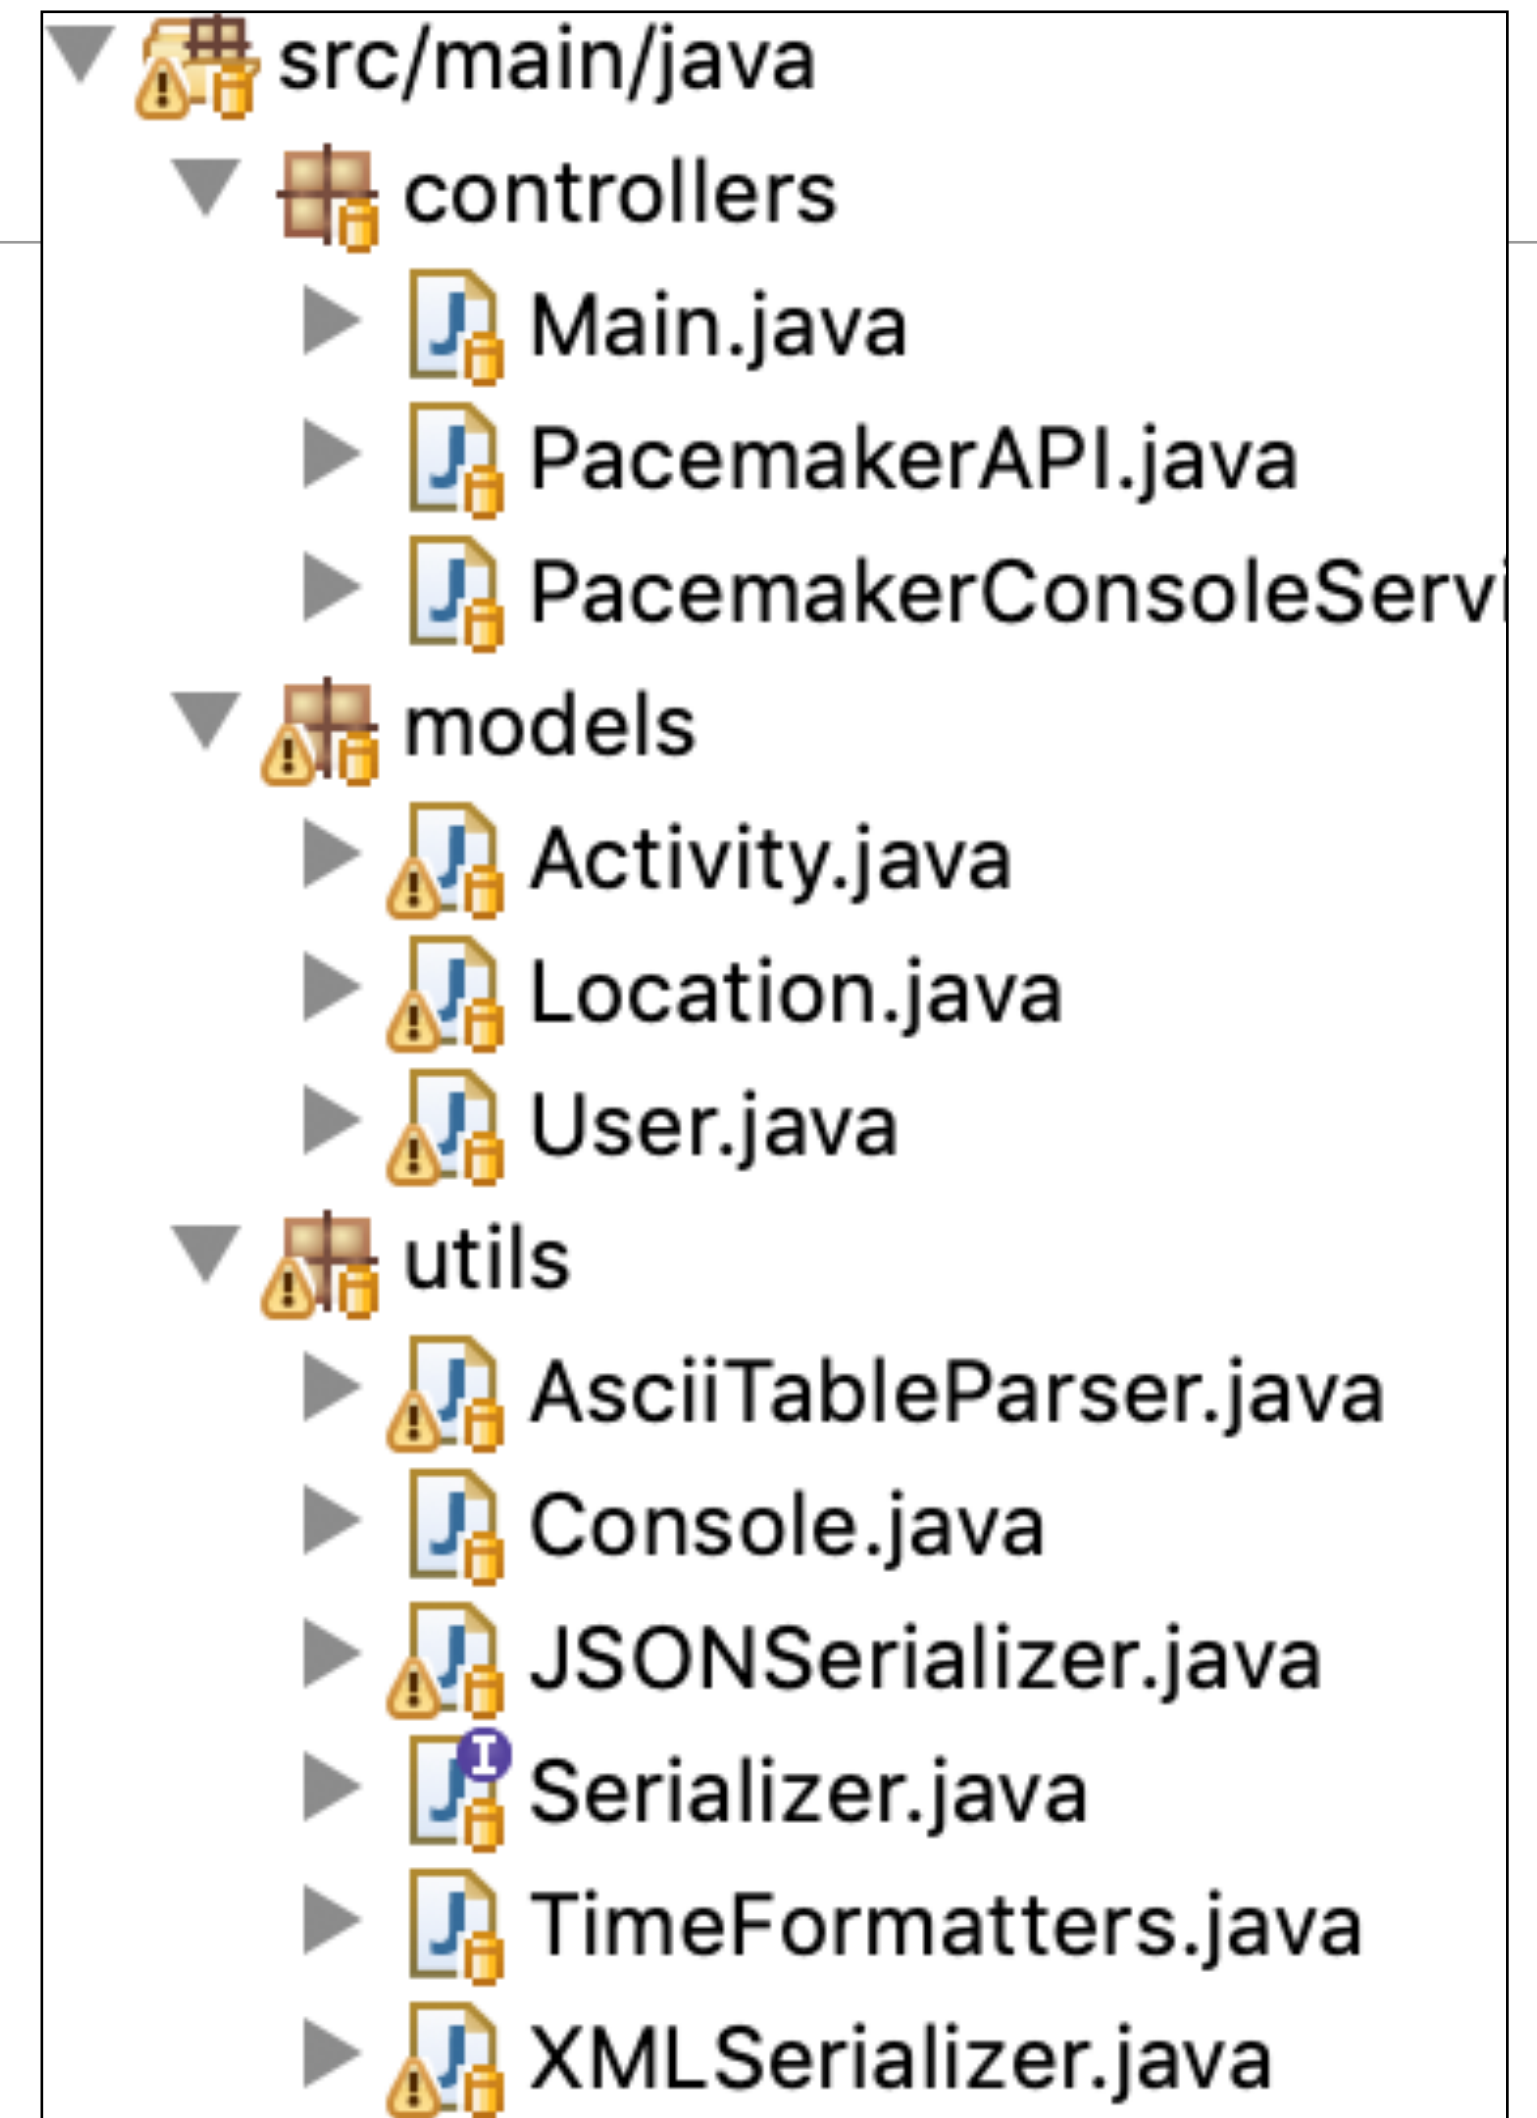 src/main/java
controllers
Main.java
PacemakerAPI.java
PacemakerConsoleServi
models
Activity.java
Location.java
User.java
utils
AsciiTableParser.java
Console.java
JSONSerializer.java
Serializer.java
TimeFormatters.java
XMLSerializer.java